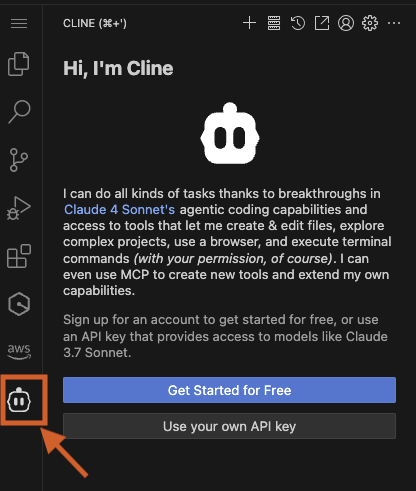 CLINE (⌘+')
Hi, I'm Cline
I can do all kinds of tasks thanks to breakthroughs in
Claude 4 Sonnet's agentic coding capabilities and
access to tools that let me create & edit files, explore
complex projects, use a browser, and execute terminal
commands (with your permission, of course). I can
even use MCP to create new tools and extend my own
capabilities.
Sign up for an account to get started for free, or use
an API key that provides access to models like Claude
3.7 Sonnet.
aws
Get Started for Free
Use your own API key